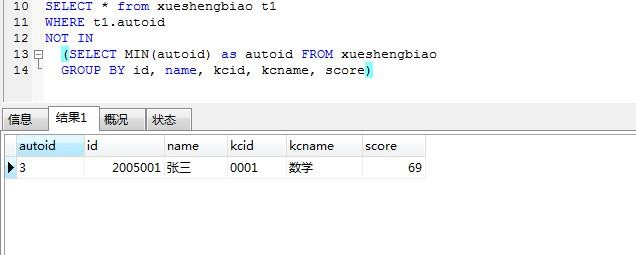 10 SELECT * from xueshengbiao t1
11 WHERE t1.autoid
12 NOT IN
13 (SELECT MIN(autoid) as autoid FROM xueshengbiao
14 GROUP BY id, name, kcid, kcname, score)
信息 结果1 概况 状态
autoid id name kcid kcname score
3 2005001 张三 0001 数学 69